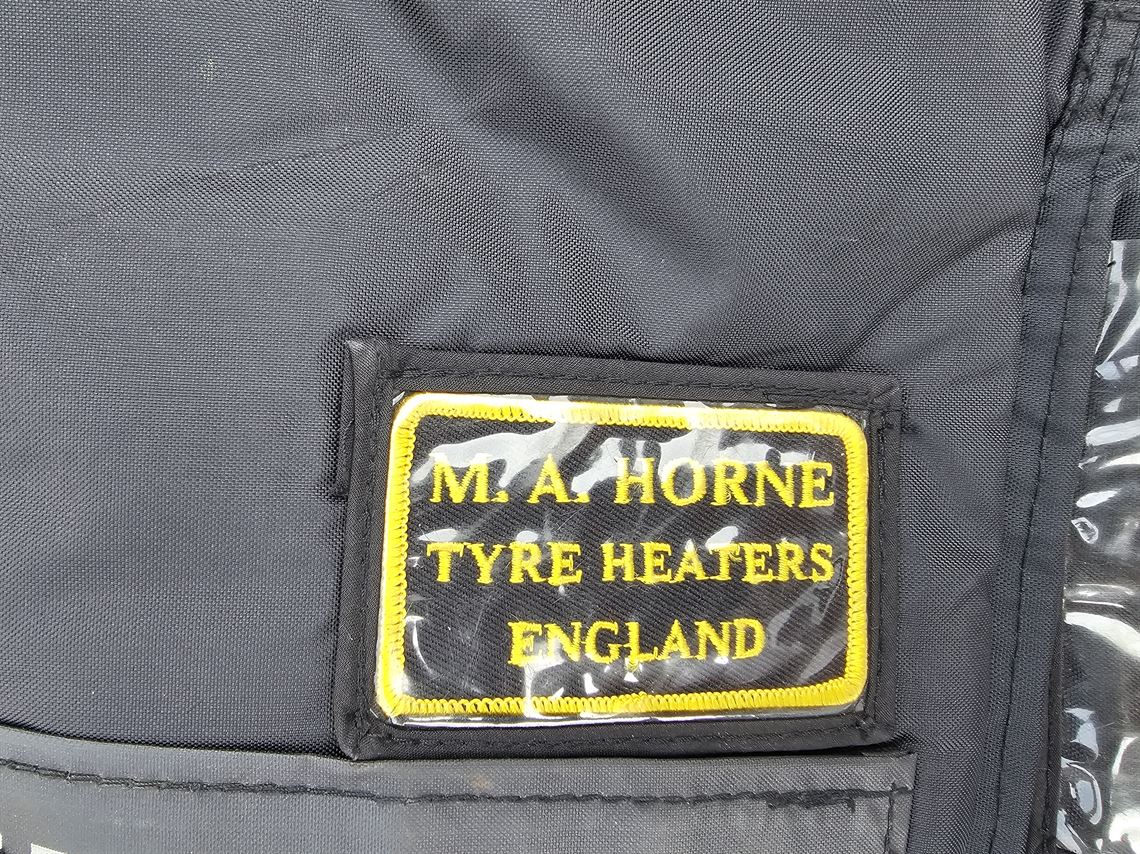 M. A. HORNE
TYRE HEATERS
ENGLAND